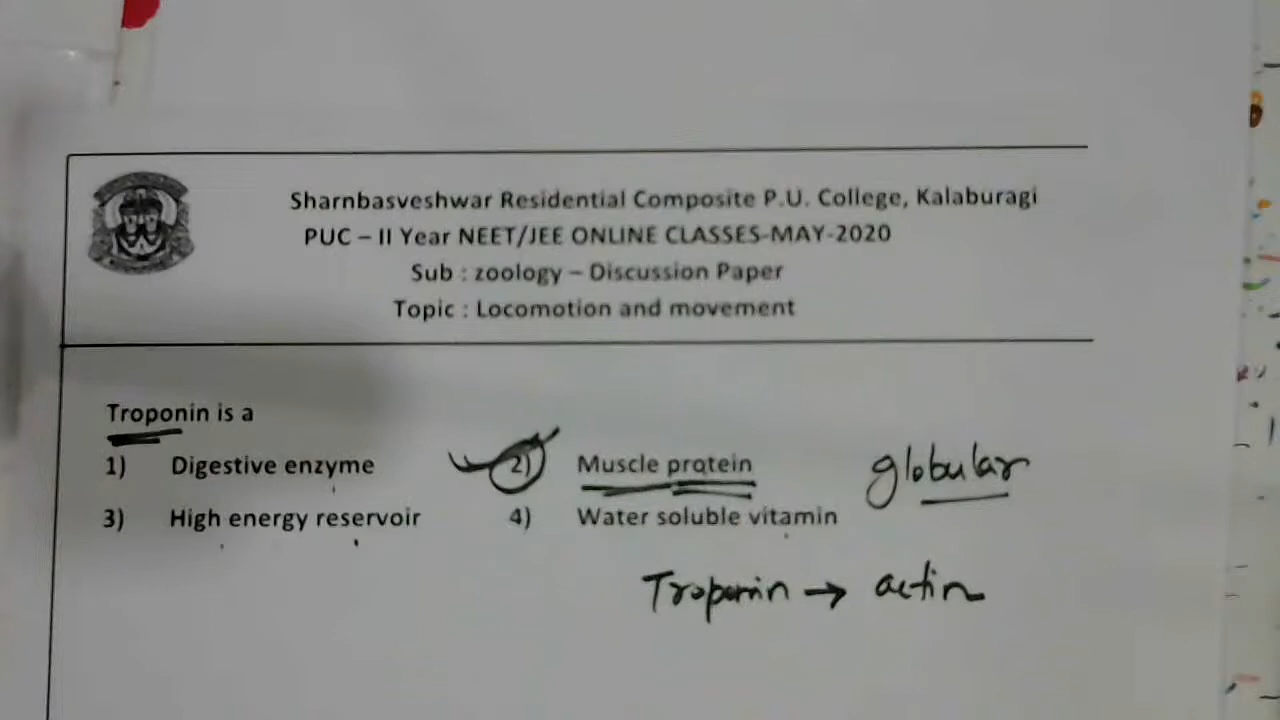 Sharnbasveshwar Residential Composite P.U. College, Kalaburagi
PUC – II Year NEET/JEE ONLINE CLASSES-MAY-2020
Sub : zoology – Discussion Paper
Topic : Locomotion and movement
Troponin is a
1) Digestive enzyme 2) Muscle protein globular
3) High energy reservoir 4) Water soluble vitamin
Troponin → actin